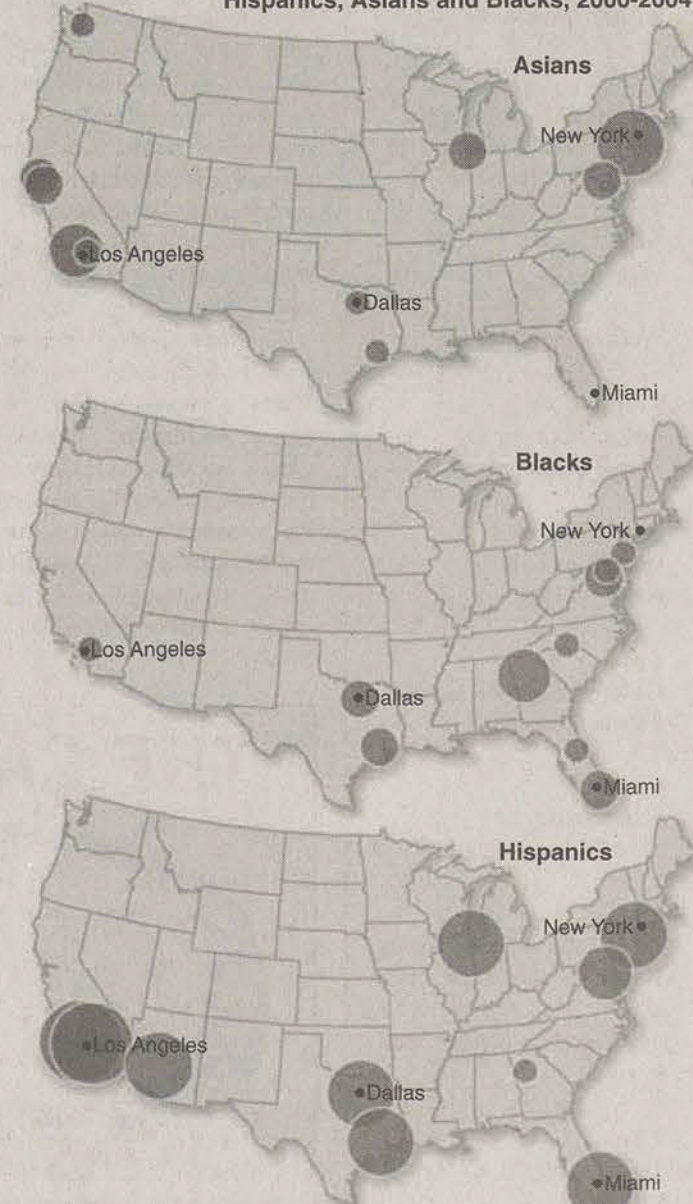 Hispanics, Asians and Blacks, 2000-2004
Asians
New York
Los Angeles
Dallas
Miami
Blacks
New York
Los Angeles
Dallas
Miami
Hispanics
New York
Los Angeles
Dallas
Miami